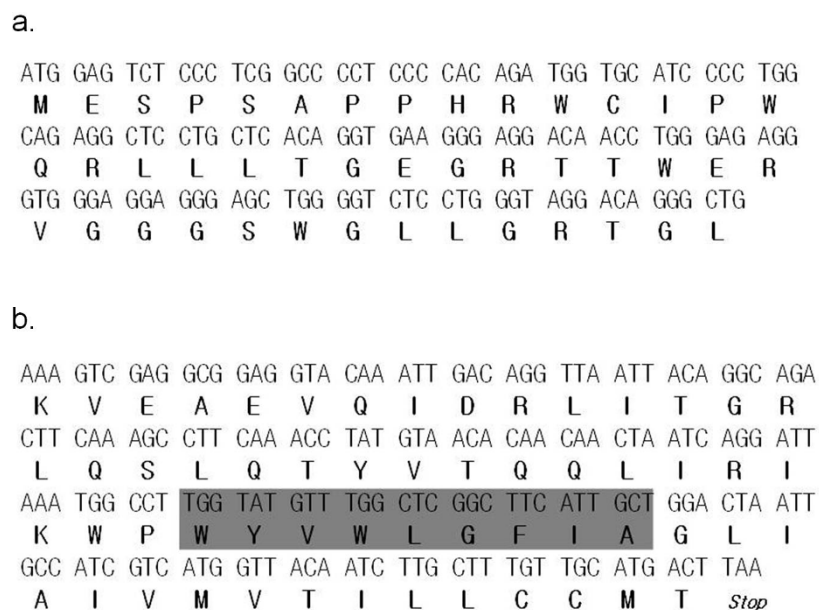 a.
ATG GAG TCT CCC TCG GCC CCT CCC CAC AGA TGG TGC ATC CCC TGG
M E S P S A P P H R W C I P W
CAG AGG CTC CTG CTC ACA GGT GAA GGG AGG ACA ACC TGG GAG AGG
Q R L L L T G E G R T T W E R
GTG GGA GGA GGG AGC TGG GGT CTC CTG GGT AGG ACA GGG CTG
V G G G S W G L L G R T G L
b.
AAA GTC GAG GCG GAG GTA CAA ATT GAC AGG TTA ATT ACA GGC AGA
K V E A E V Q I D R L I T G R
CTT CAA AGC CTT CAA ACC TAT GTA ACA CAA CAA CTA ATC AGG ATT
L Q S L Q T Y V T Q Q L I R I
AAA TGG CCT TGG TAT GTT TGG CTC GGC TTC ATT GCT GGA CTA ATT
K W P W Y V W L G F I A G L I
GCC ATC GTC ATG GTT ACA ATC TTG CTT TGT TGC ATG ACT TAA
A I V M V T I L L C C M T Stop